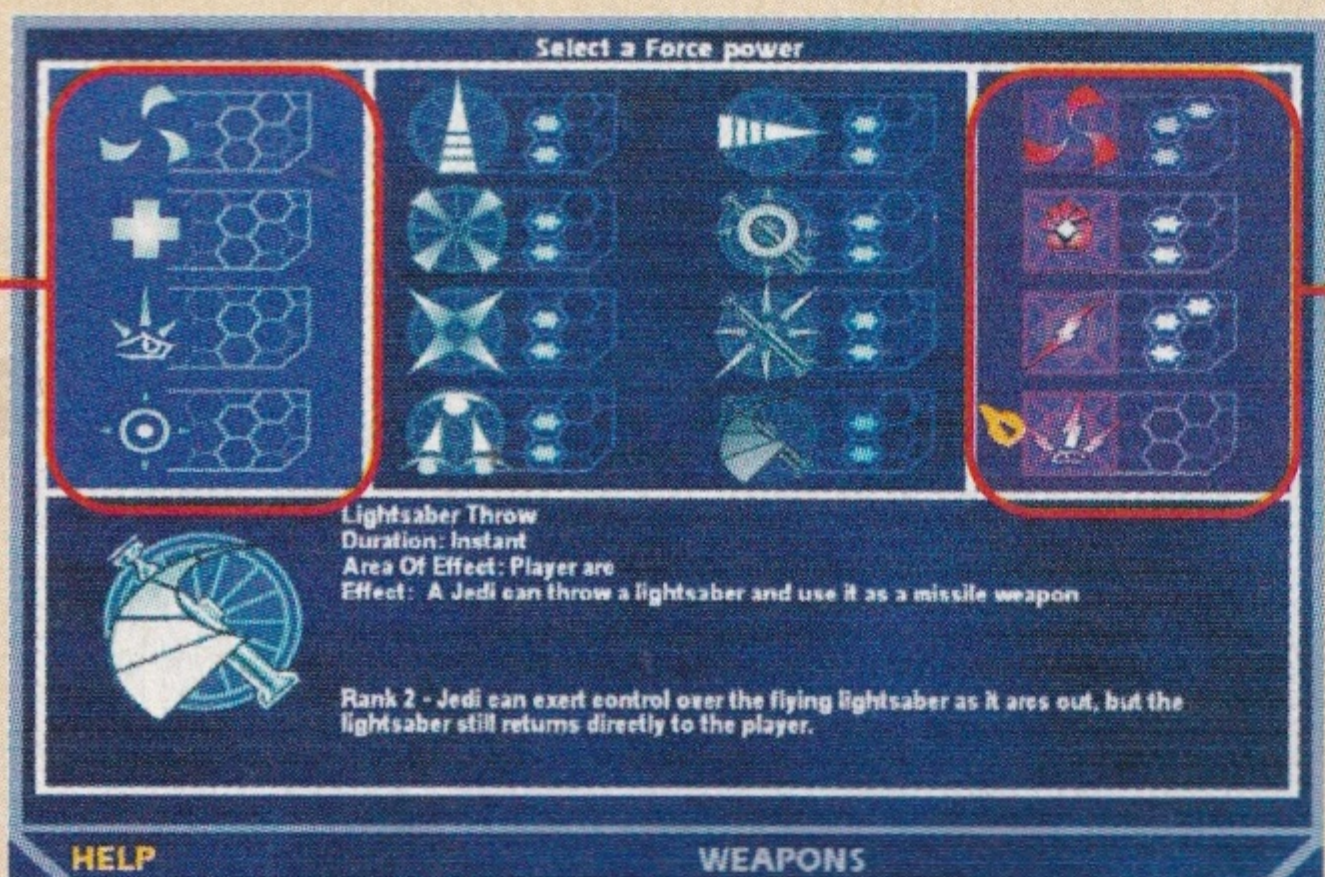 Select a Force power
Lightsaber Throw
Duration: Instant
Area Of Effect: Player are
Effect: A Jedi can throw a lightsaber and use it as a missile weapon
Rank 2 - Jedi can exert control over the flying lightsaber as it arcs out, but the
lightsaber still returns directly to the player.
HELP
WEAPONS